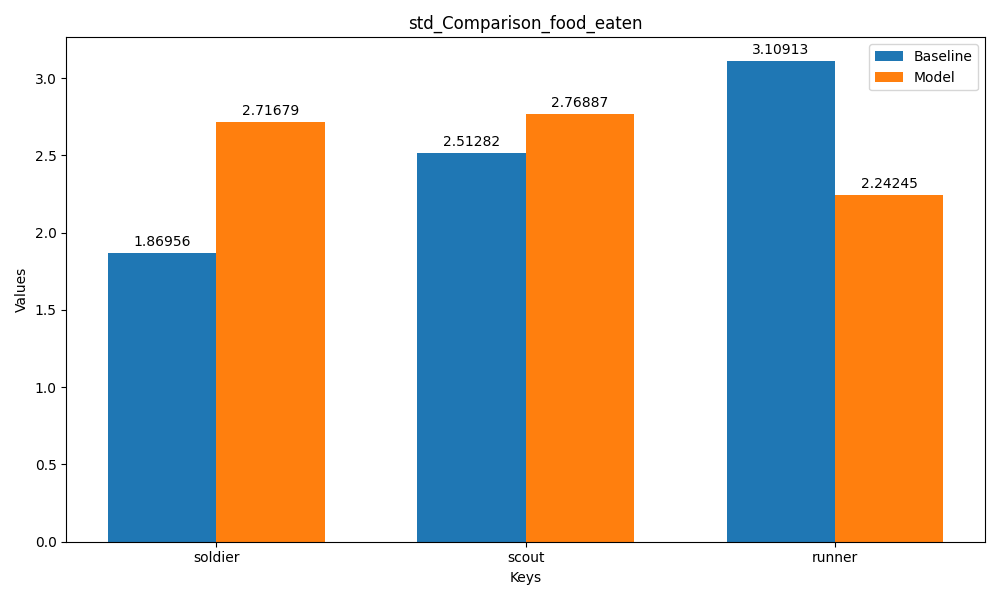 std_Comparison_food_eaten
Baseline
Model
3.10913
2.71679
2.76887
2.51282
2.24245
1.86956
Values
3.0
2.5
2.0
1.5
1.0
0.5
0.0
soldier
scout
runner
Keys